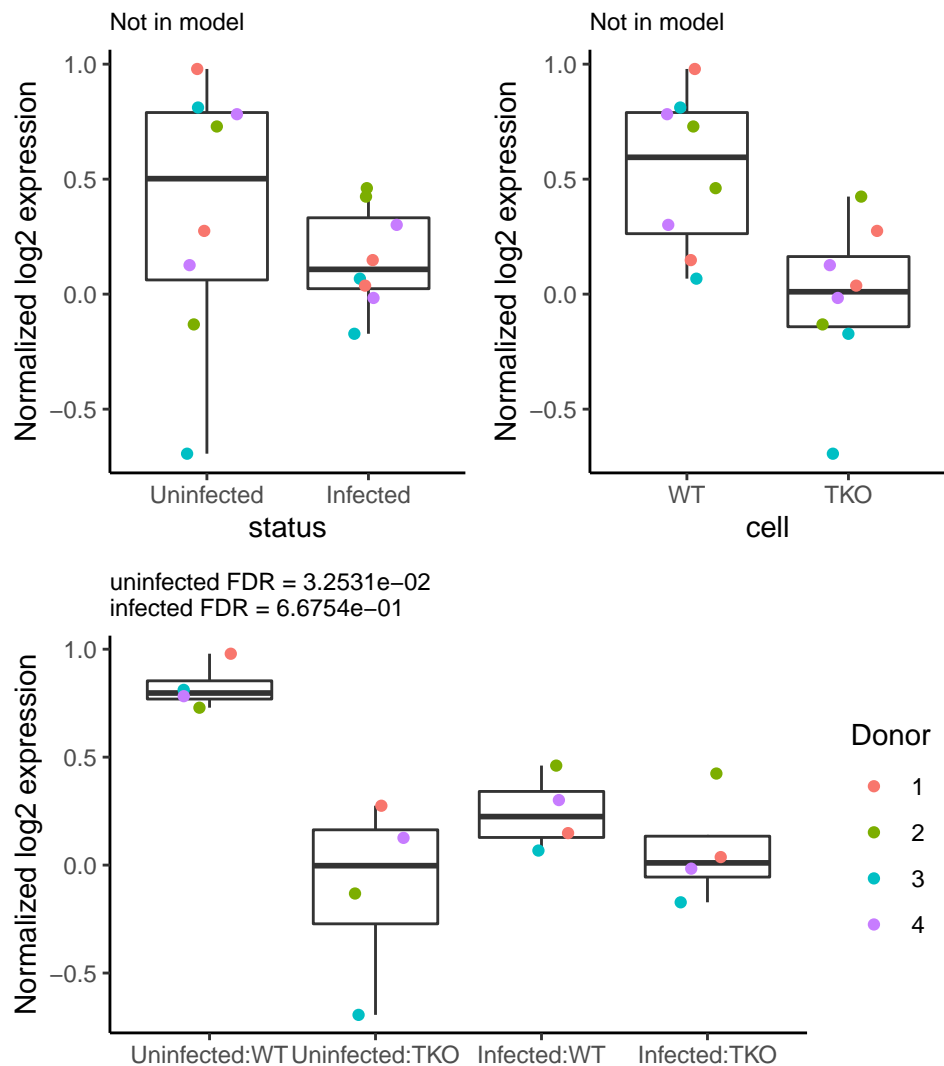 Not in model
Normalized log2 expression
1.0
0.5
0.0
−0.5
Uninfected
Infected
status
Not in model
Normalized log2 expression
1.0
0.5
0.0
−0.5
WT
TKO
cell
uninfected FDR = 3.2531e−02
infected FDR = 6.6754e−01
Normalized log2 expression
1.0
0.5
0.0
−0.5
Uninfected:WT
Uninfected:TKO
Infected:WT
Infected:TKO
Donor
1
2
3
4